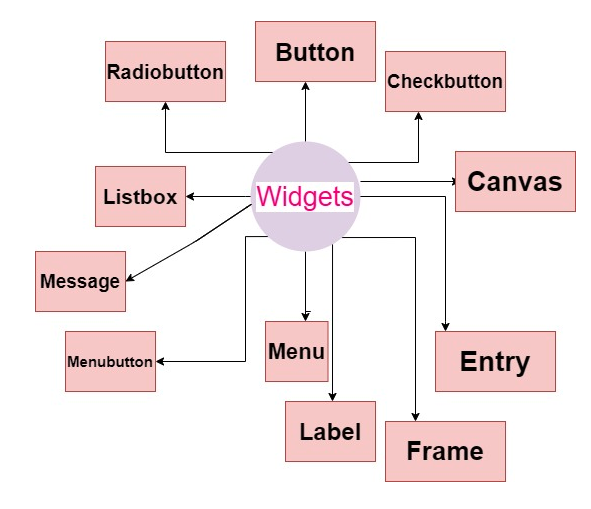 Button
Radiobutton
Checkbutton
Widgets
Canvas
Listbox
Message
Menubutton
Menu
Entry
Label
Frame